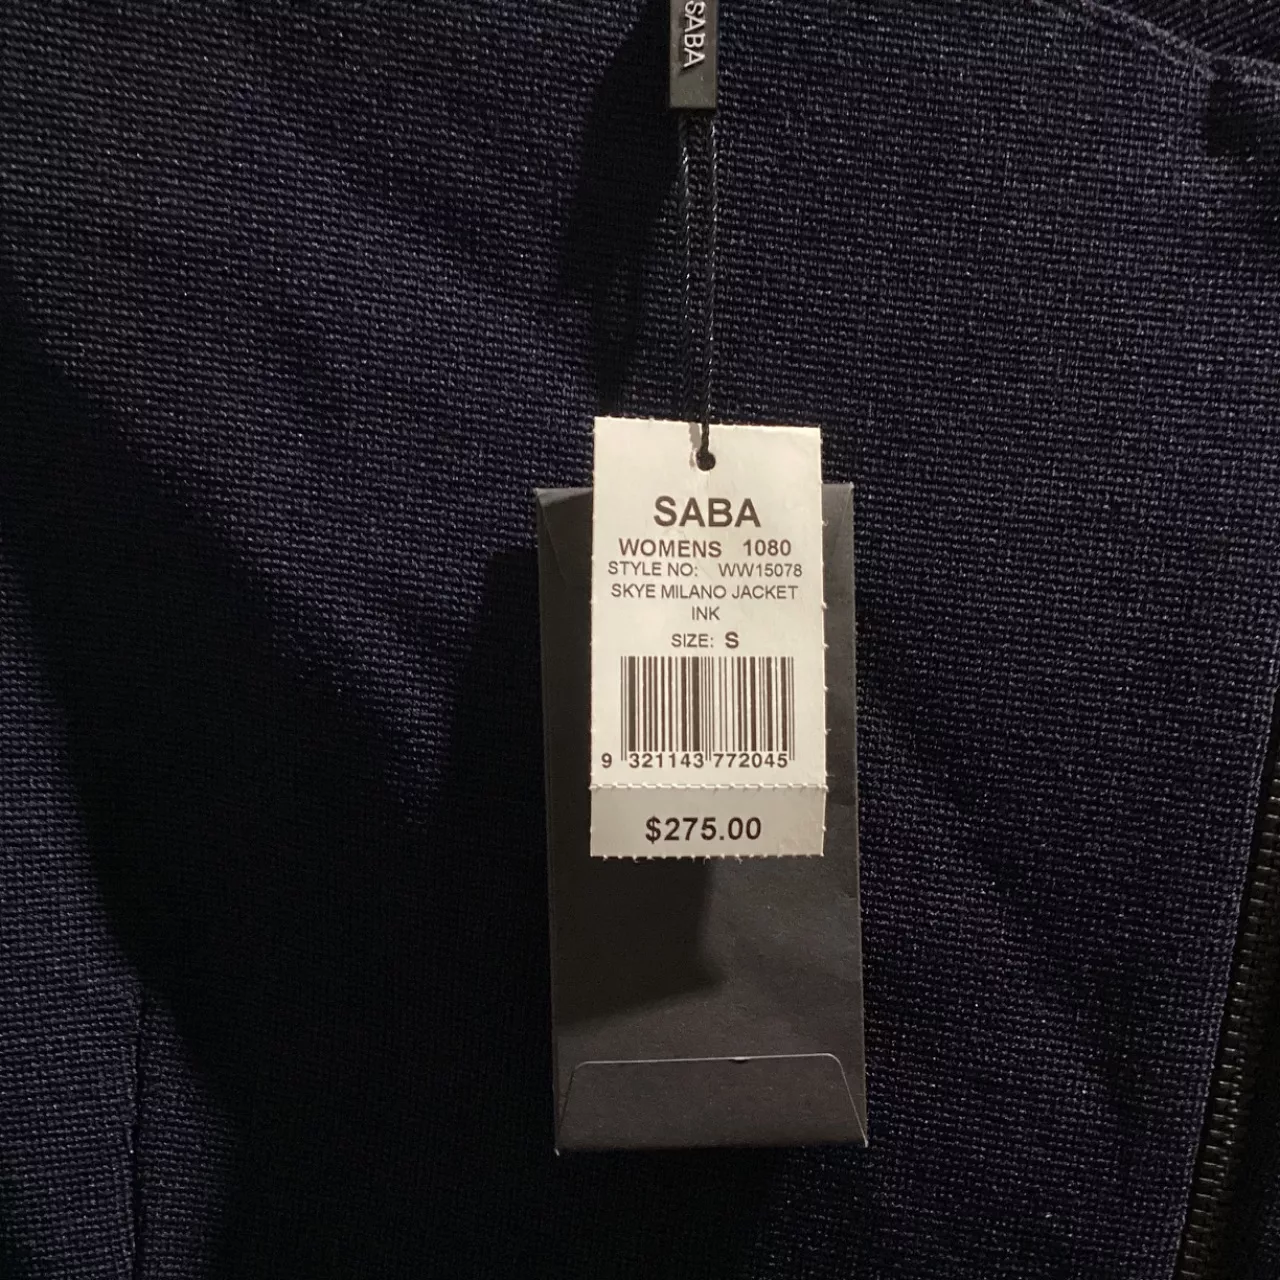 SABA
SABA
WOMENS 1080
STYLE NO: WW15078
SKYE MILANO JACKET
INK
SIZE: S
9 321143 772045
$275.00